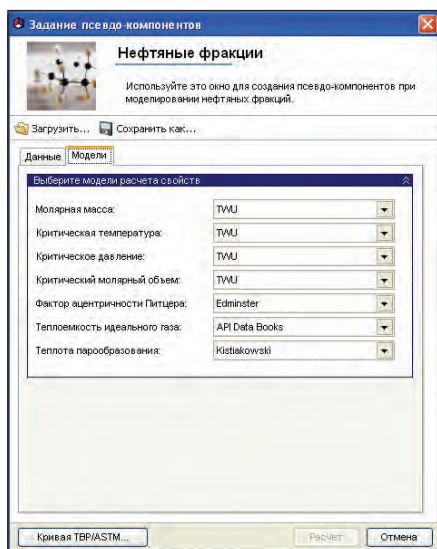 Задание псевдо-компонентов
Нефтяные фракции
Используйте это окно для создания псевдо-компонентов при
моделировании нефтяных фракций.
Загрузить... Сохранить как...
Данные Модели
Выберите модели расчета свойств
Молярная масса: TWU
Критическая температура: TWU
Критическое давление: TWU
Критический молярный объем: TWU
Фактор ацентричности Питцера: Edminster
Теплоемкость идеального газа: API Data Books
Теплота парообразования: Kistiakowski
Кривая TBP/ASTM... Расчет Отмена